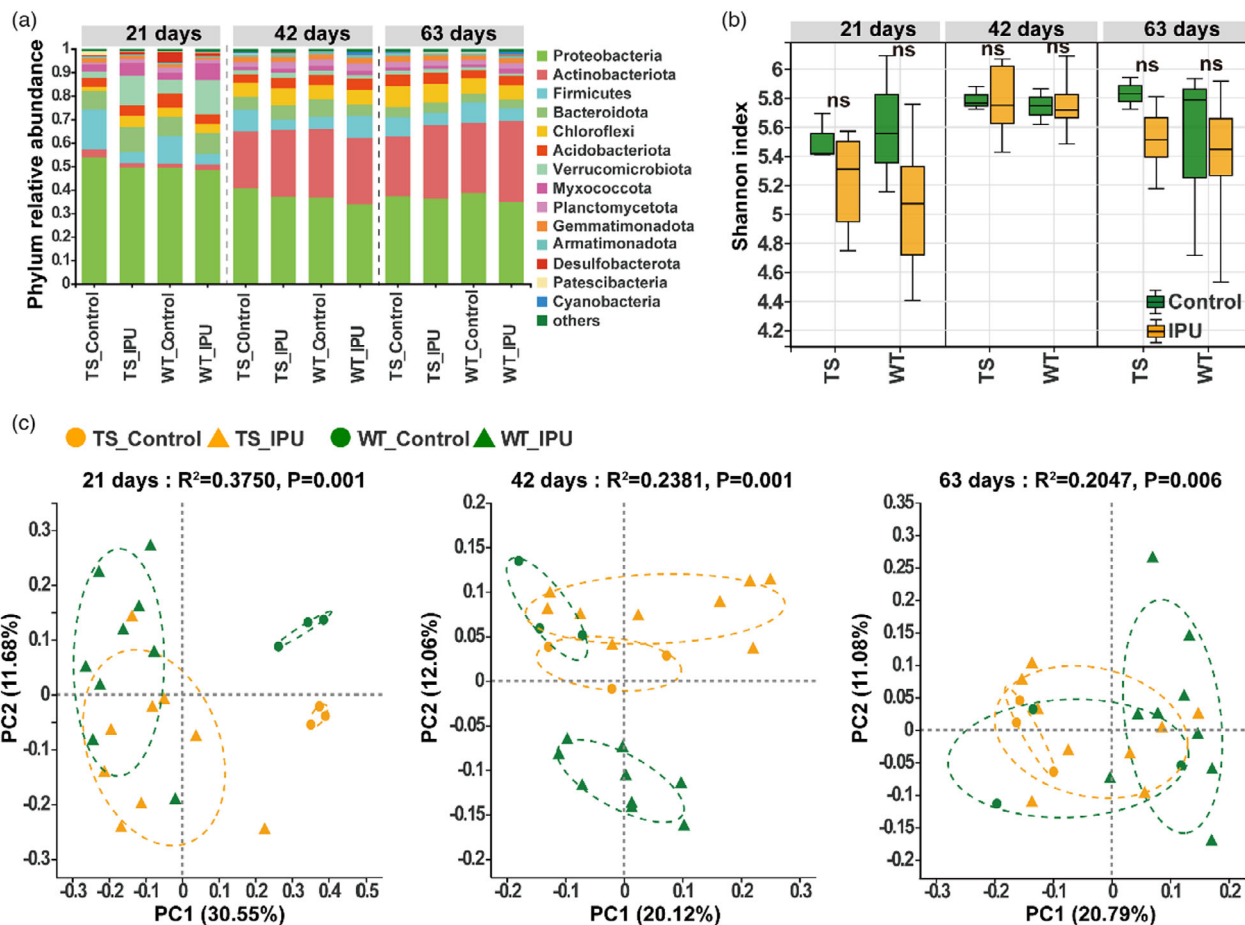 (a)
21 days 42 days 63 days
Phylum relative abundance
1
0.9
0.8
0.7
0.6
0.5
0.4
0.3
0.2
0.1
0
TS_Control
TS_IPU
WT_Control
WT_IPU
TS_C0ntrol
TS_IPU
WT_Control
WT_IPU
TS_Control
TS_IPU
WT_Control
WT_IPU
Proteobacteria
Actinobacteriota
Firmicutes
Bacteroidota
Chloroflexi
Acidobacteriota
Verrucomicrobiota
Myxococcota
Planctomycetota
Gemmatimonadota
Armatimonadota
Desulfobacterota
Patescibacteria
Cyanobacteria
others
(b)
21 days 42 days 63 days
Shannon index
6
5.8
5.6
5.4
5.2
5
4.8
4.6
4.4
4.2
ns ns ns ns ns ns
Control
IPU
TS WT TS WT TS WT
(c)
TS_Control TS_IPU WT_Control WT_IPU
21 days : R²=0.3750, P=0.001
PC2 (11.68%)
0.3
0.2
0.1
0
-0.1
-0.2
-0.3
-0.3 -0.2 -0.1 0 0.1 0.2 0.3 0.4 0.5
PC1 (30.55%)
42 days : R²=0.2381, P=0.001
PC2 (12.06%)
0.2
0.15
0.1
0.05
0
-0.05
-0.1
-0.15
-0.2
-0.2 -0.1 0 0.1 0.2 0.3
PC1 (20.12%)
63 days : R²=0.2047, P=0.006
PC2 (11.08%)
0.35
0.3
0.25
0.2
0.15
0.1
0.05
0
-0.05
-0.1
-0.15
-0.2
-0.3 -0.2 -0.1 0 0.1 0.2
PC1 (20.79%)